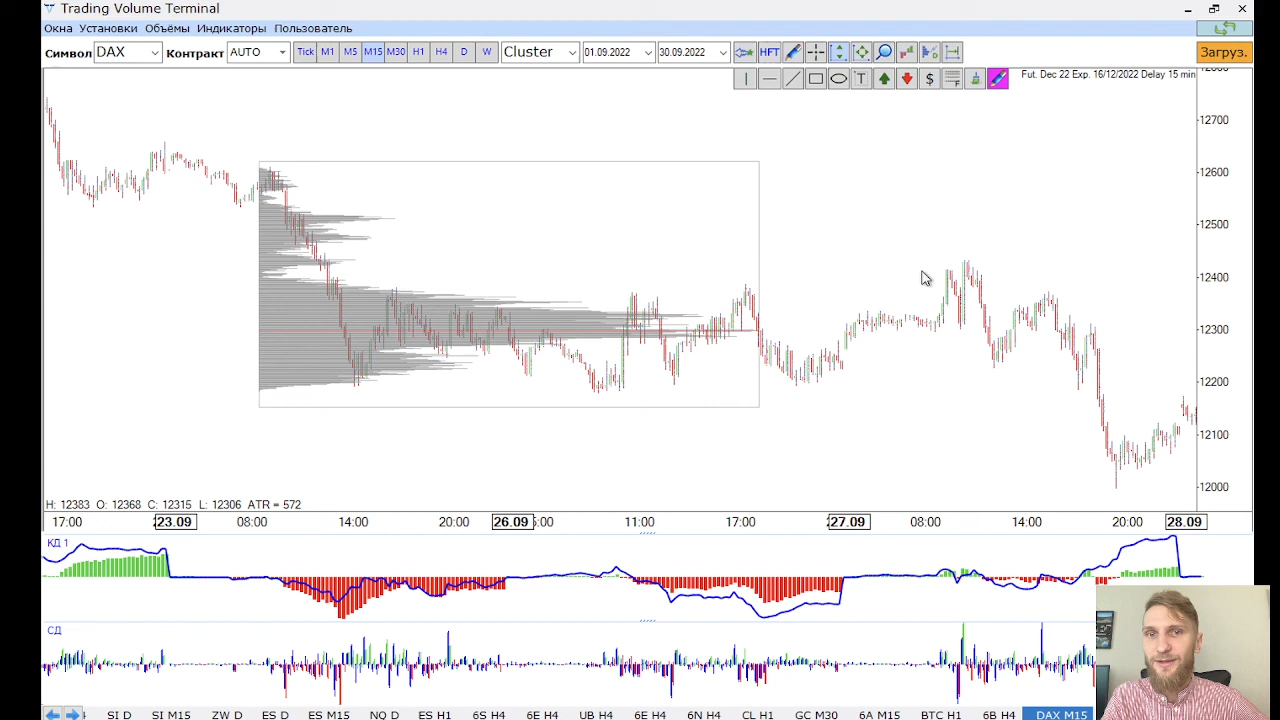 Trading Volume Terminal
Окна Установки Объёмы Индикаторы Пользователь
Символ DAX Контракт AUTO Tick M1 M5 M15 M30 H1 H4 D W Cluster 01.09.2022 30.09.2022 HFT Загруз.
T $ F Fut. Dec 22 Exp. 16/12/2022 Delay 15 min
12800
12700
12600
12500
12400
12300
12200
12100
12000
H: 12383 O: 12368 C: 12315 L: 12306 ATR = 572
17:00 23.09 08:00 14:00 20:00 26.09 11:00 17:00 27.09 08:00 14:00 20:00 28.09
КД 1
СД
SI D SI M15 ZW D ES D ES M15 NQ D ES H1 6S H4 6E H4 UB H4 6E H4 6N H4 CL H1 GC M30 6A M15 BTC H1 6B H4 DAX M15